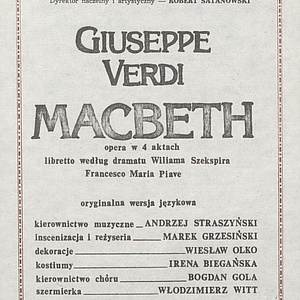 Dyrektor naczelny i artystyczny — ROBERT SATANOWSKI
GIUSEPPE
VERDI
MACBETH
opera w 4 aktach
libretto według dramatu Wiliama Szekspira
Francesco Maria Piave
oryginalna wersja językowa
kierownictwo muzyczne ANDRZEJ STRASZYŃSKI
inscenizacja i reżyseria MAREK GRZESIŃSKI
dekoracje WIESŁAW OLKO
kostiumy IRENA BIEGAŃSKA
kierownictwo chóru BOGDAN GOLA
szermierka WŁODZIMIERZ WITT